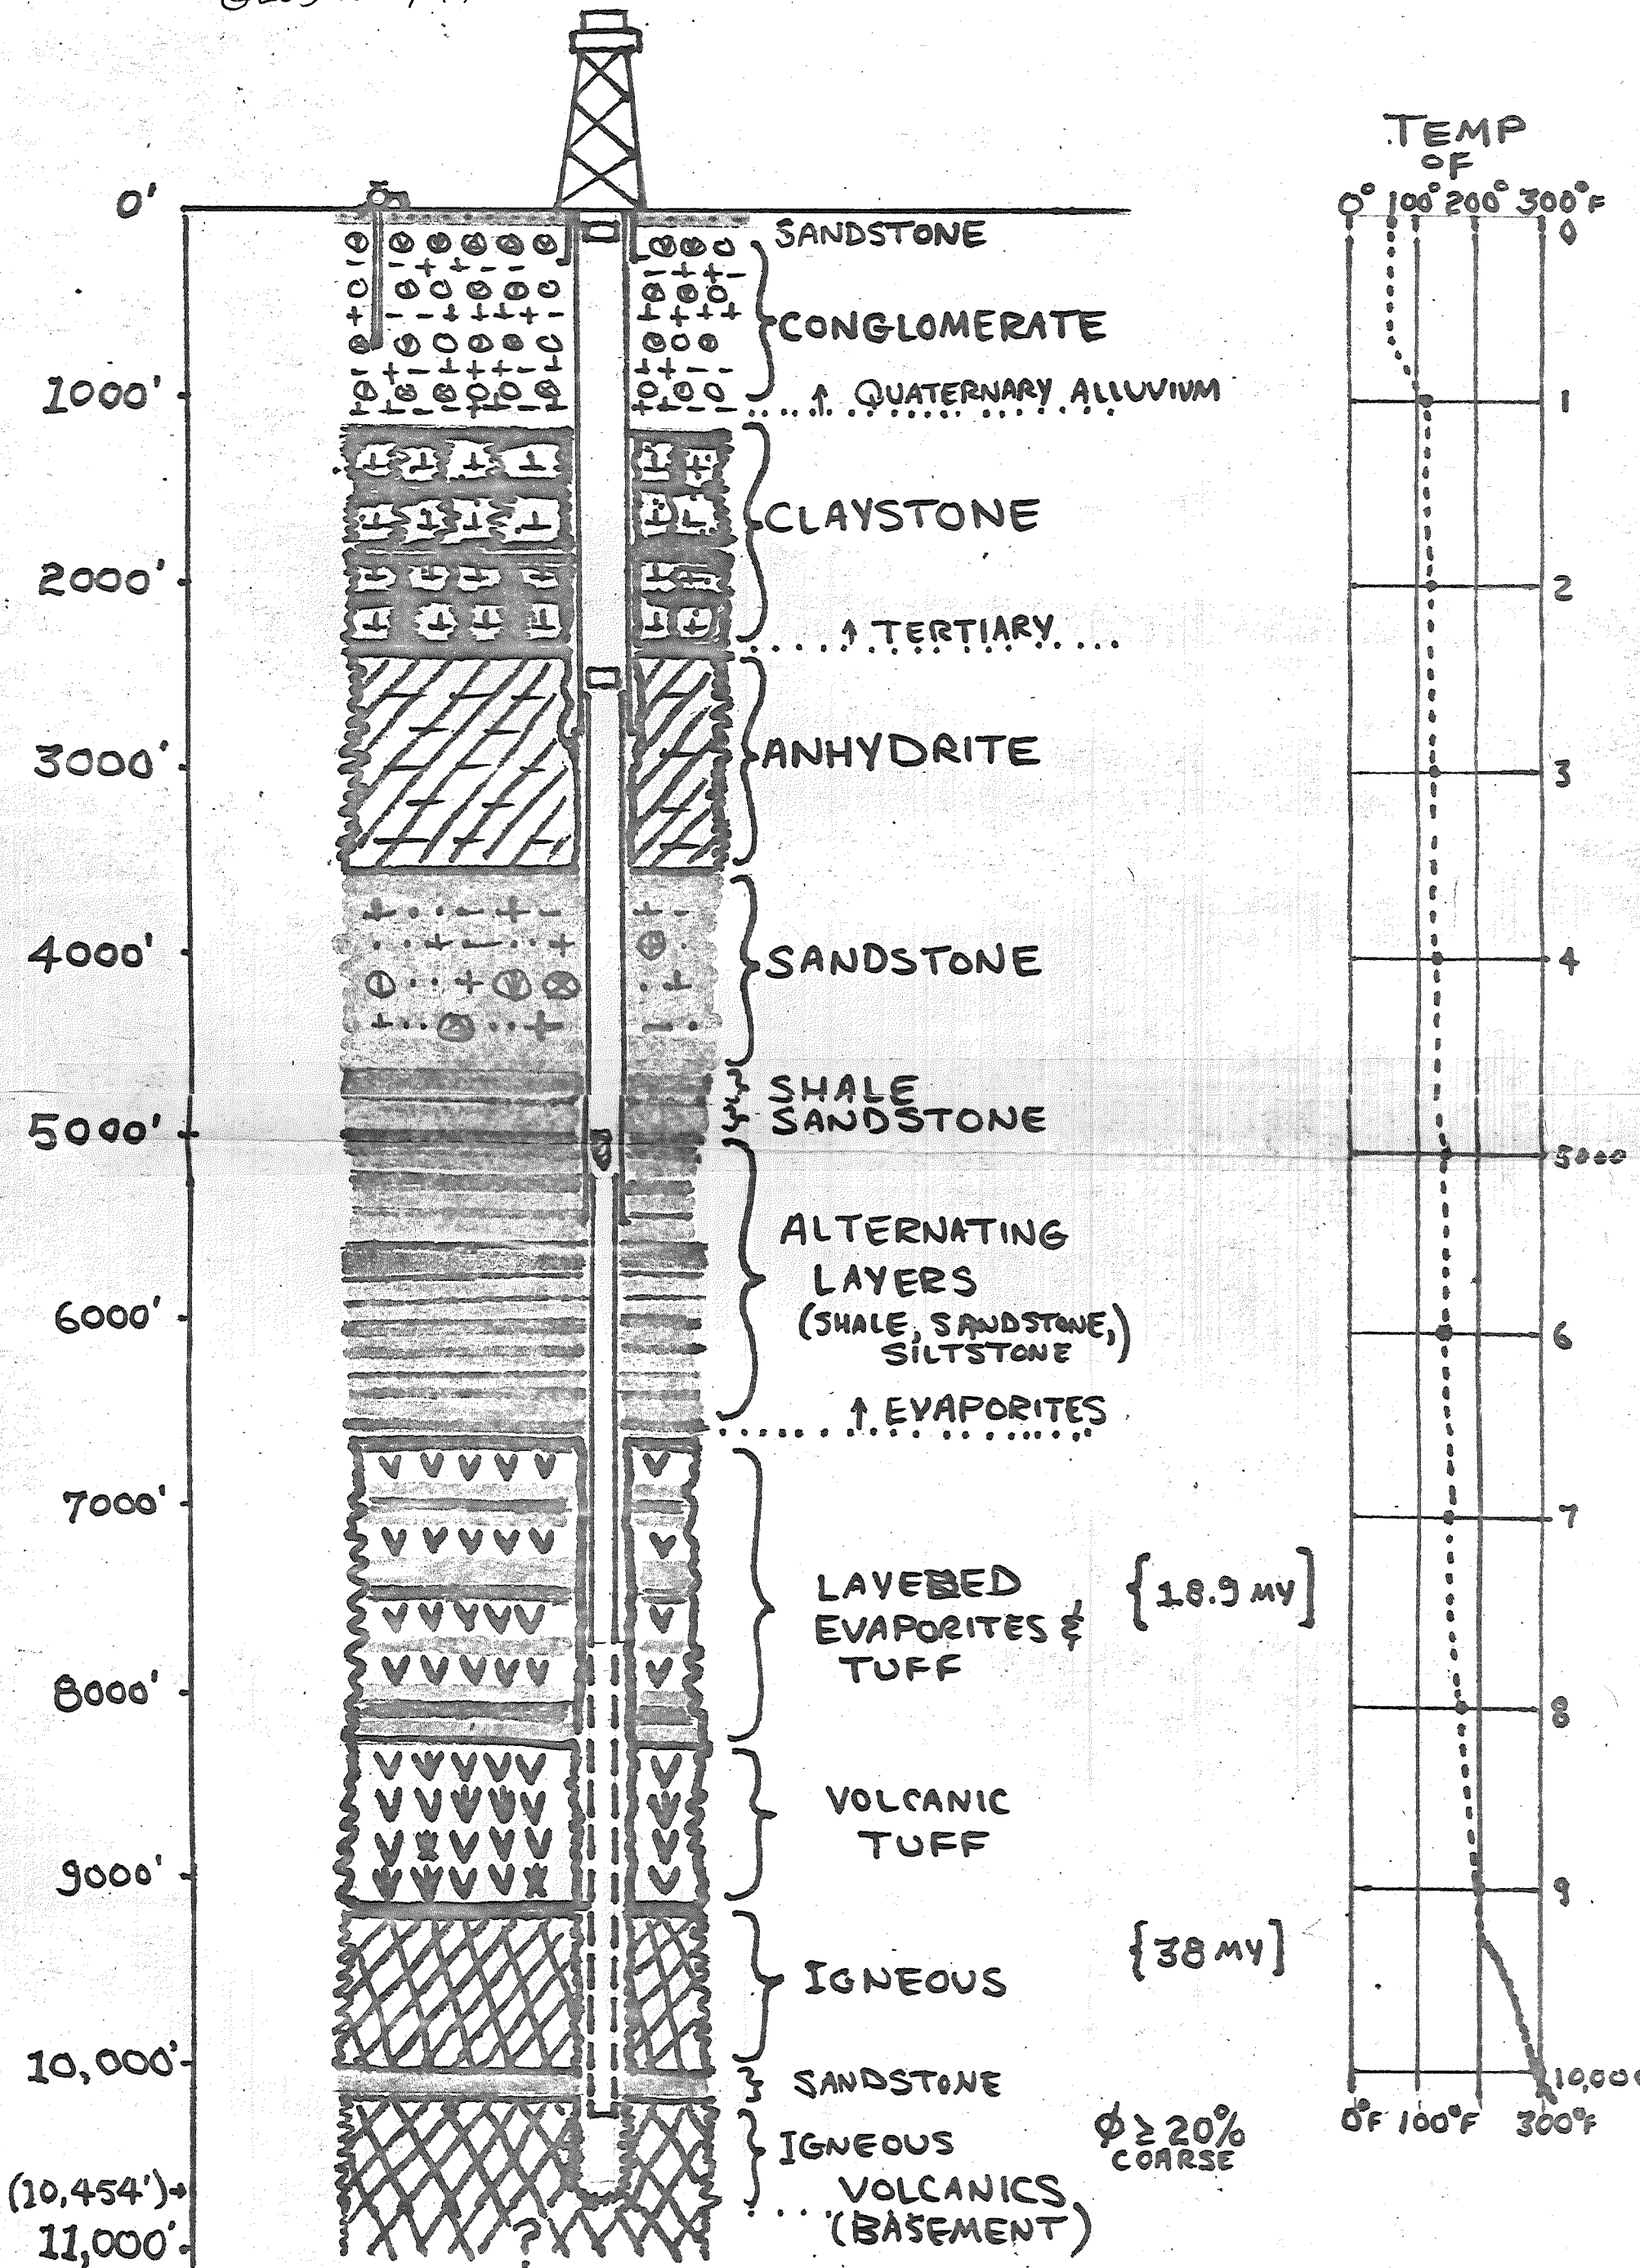 TEMP
OF
0° 100° 200° 300°F
0'
0
SANDSTONE
CONGLOMERATE
1000'
↑ QUATERNARY ALLUVIUM
1
CLAYSTONE
2000'
2
↑ TERTIARY
ANHYDRITE
3000'
3
4000'
SANDSTONE
4
SHALE
SANDSTONE
5000'
5000
ALTERNATING
LAYERS
(SHALE, SANDSTONE,
SILTSTONE)
6000'
6
↑ EVAPORITES
7000'
7
LAYERED
EVAPORITES &
TUFF
{18.9 MY]
8000'
8
VOLCANIC
TUFF
9000'
9
{38 MY]
IGNEOUS
10,000'
10,000
SANDSTONE
0°F 100°F 300°F
Φ ≥ 20%
COARSE
IGNEOUS
VOLCANICS
(BASEMENT)
(10,454')
11,000'
?